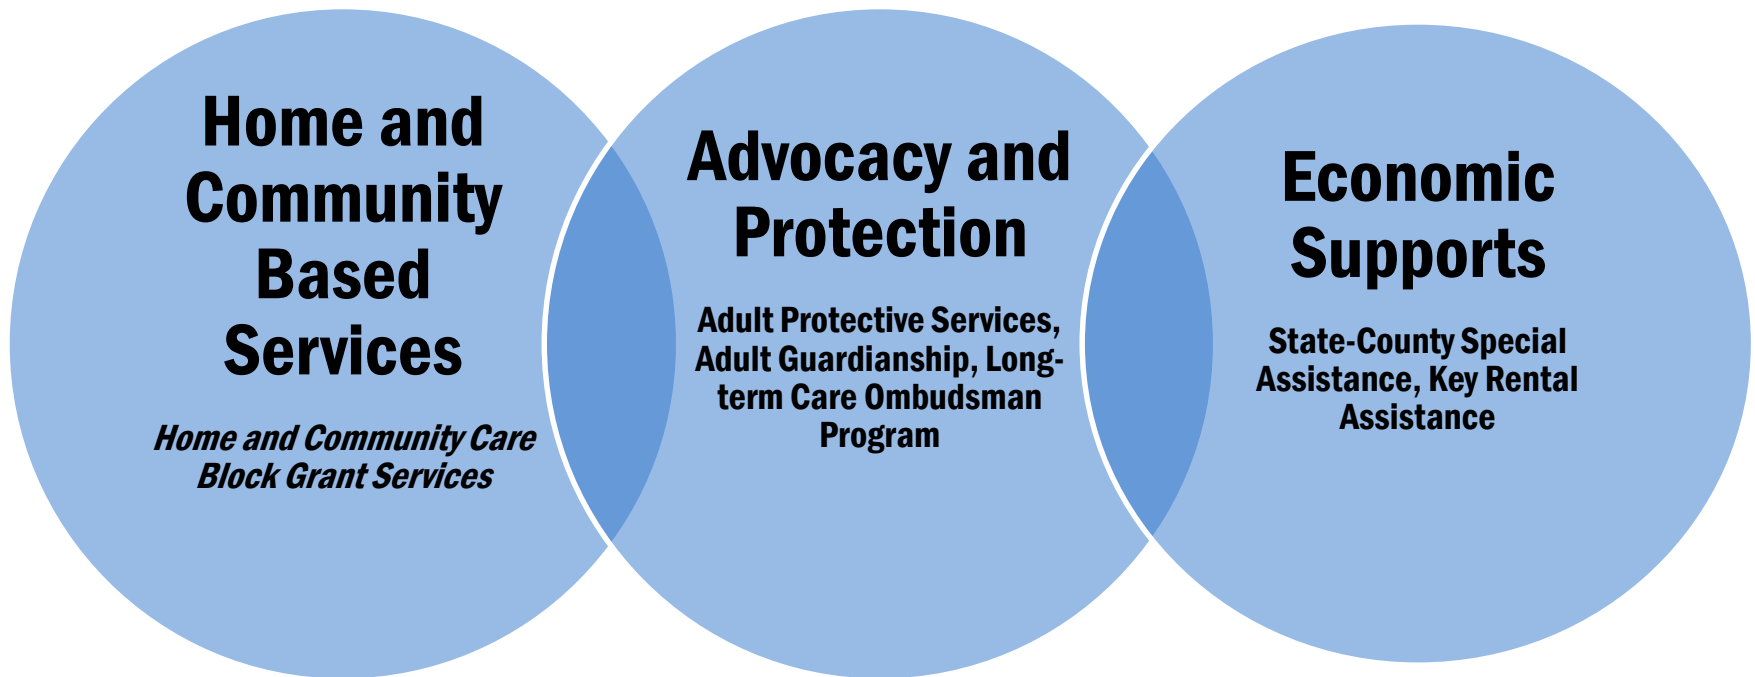 Home and
Community
Based
Services
Home and Community Care
Block Grant Services
Advocacy and
Protection
Adult Protective Services,
Adult Guardianship, Long-
term Care Ombudsman
Program
Economic
Supports
State-County Special
Assistance, Key Rental
Assistance